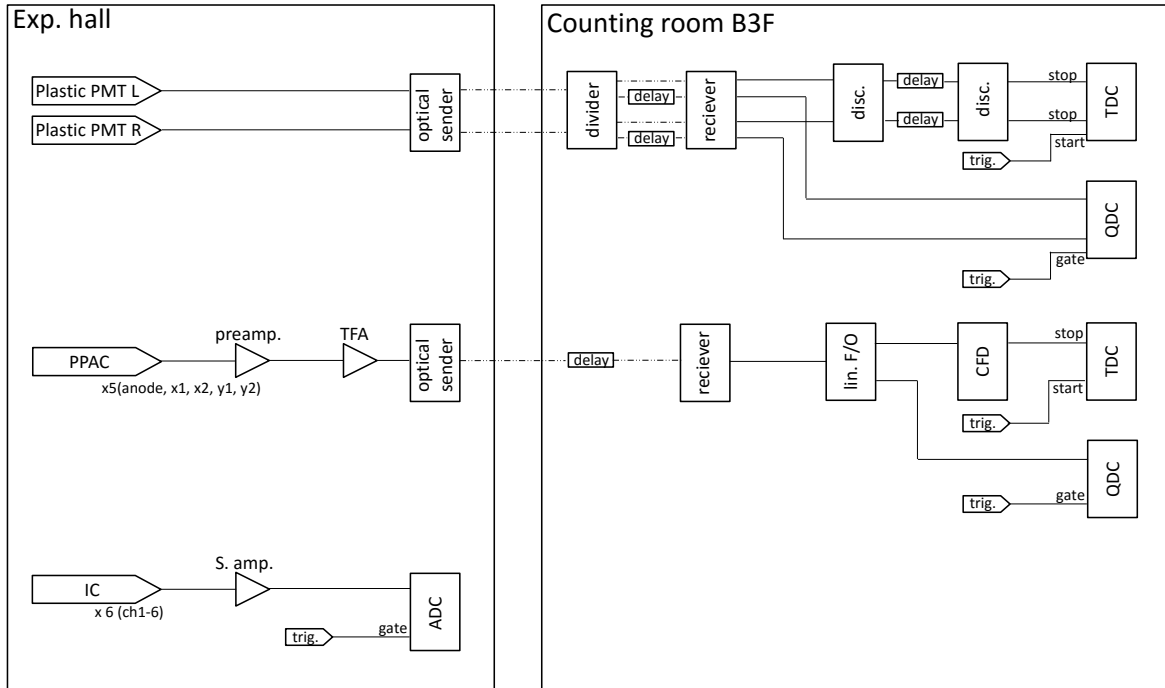 Exp. hall
Counting room B3F
Plastic PMT L
Plastic PMT R
optical
sender
divider
delay
delay
reciever
disc.
delay
delay
disc.
stop
stop
start
trig.
TDC
QDC
gate
trig.
PPAC
x5(anode, x1, x2, y1, y2)
preamp.
TFA
optical
sender
delay
reciever
lin. F/O
CFD
stop
start
trig.
TDC
QDC
gate
trig.
IC
x 6 (ch1-6)
S. amp.
ADC
gate
trig.